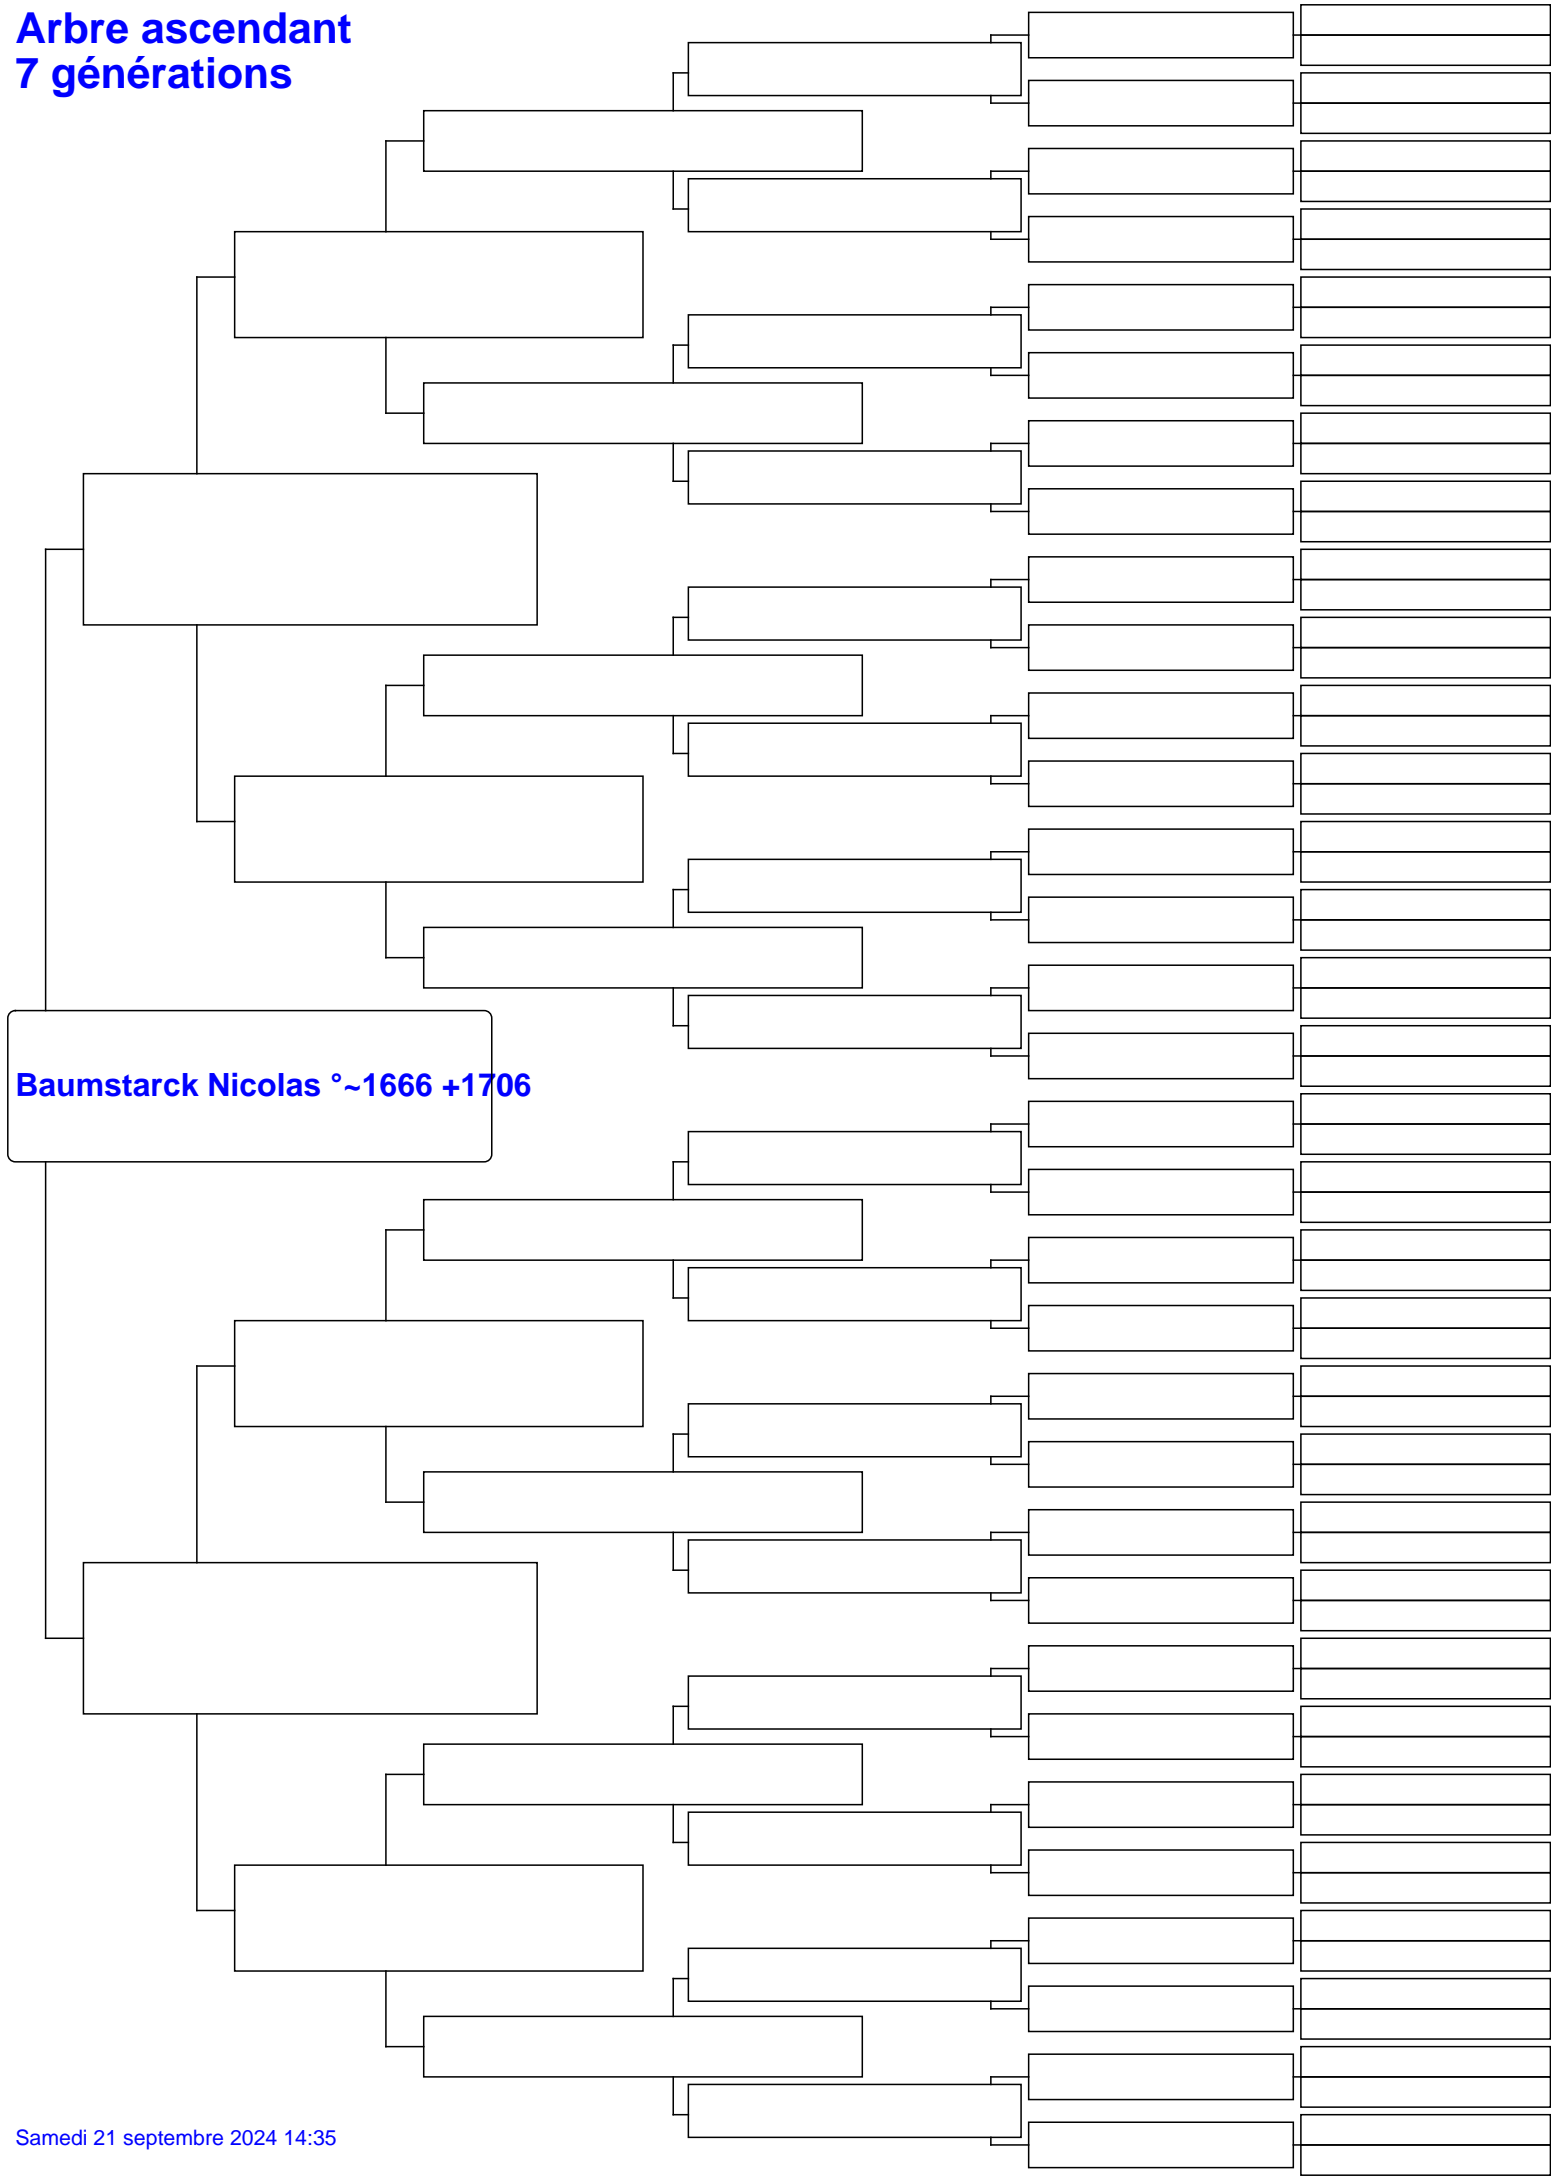 Arbre ascendant
7 générations
Baumstarck Nicolas °~1666 +1706
Samedi 21 septembre 2024 14:35